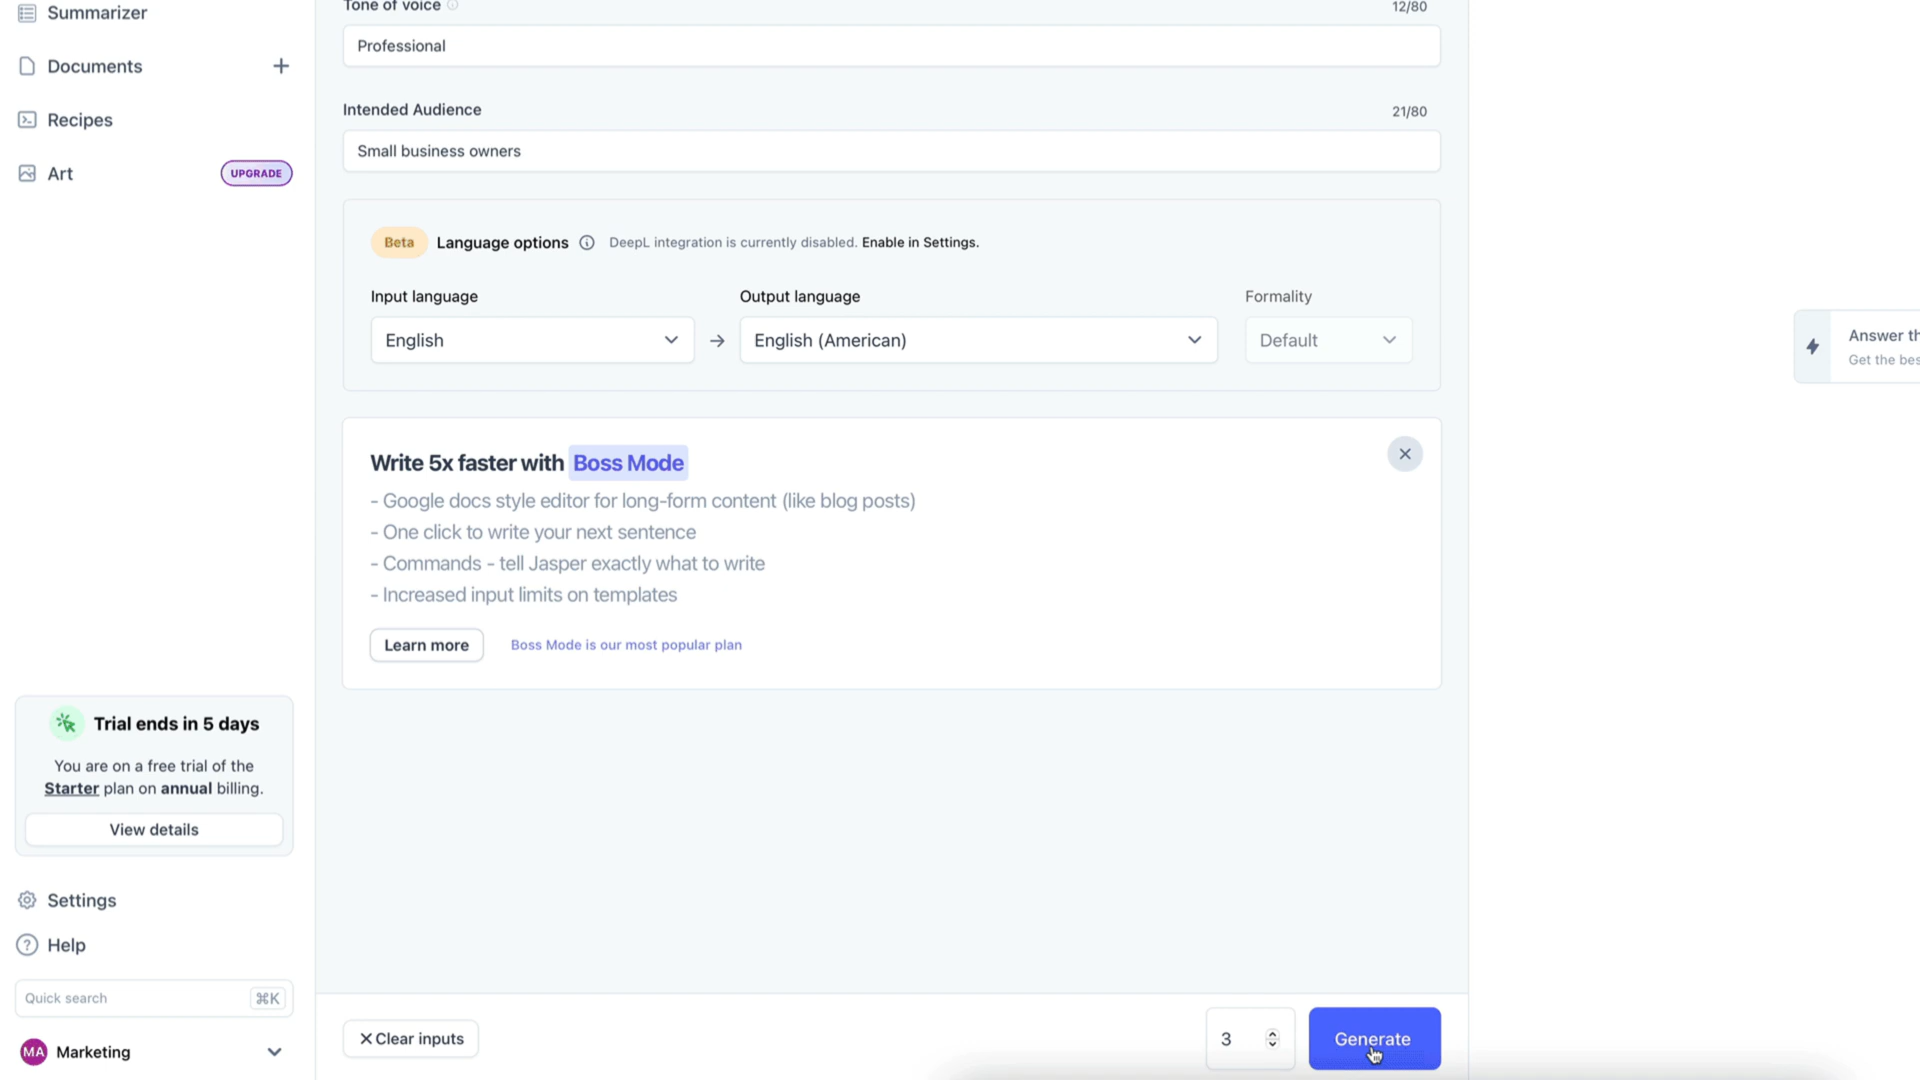 Summarizer
Documents
Recipes
Art
UPGRADE
Trial ends in 5 days
You are on a free trial of the
Starter plan on annual billing.
View details
Settings
Help
Quick search ⌘K
MA Marketing
Tone of voice 12/80
Professional
Intended Audience 21/80
Small business owners
Beta Language options DeepL integration is currently disabled. Enable in Settings.
Input language Output language Formality
English → English (American) Default
Write 5x faster with Boss Mode
- Google docs style editor for long-form content (like blog posts)
- One click to write your next sentence
- Commands - tell Jasper exactly what to write
- Increased input limits on templates
Learn more Boss Mode is our most popular plan
Clear inputs 3 Generate
Answer
Get the